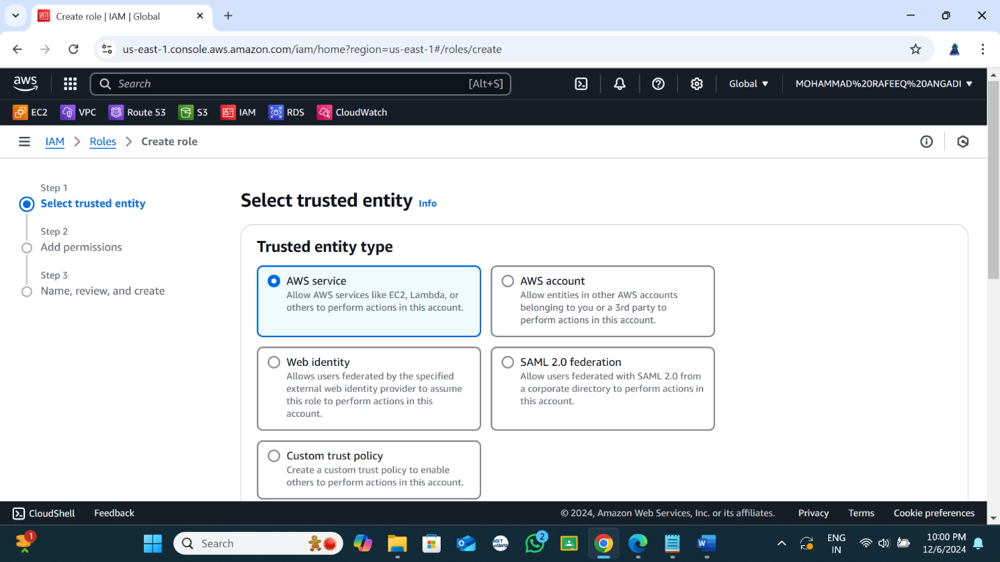 Create role | IAM | Global
us-east-1.console.aws.amazon.com/iam/home?region=us-east-1#/roles/create
aws
Search [Alt+S]
Global
MOHAMMAD%20RAFEEQ%20ANGADI
EC2 VPC Route 53 S3 IAM RDS CloudWatch
IAM > Roles > Create role
Step 1
Select trusted entity
Step 2
Add permissions
Step 3
Name, review, and create
Select trusted entity Info
Trusted entity type
AWS service
Allow AWS services like EC2, Lambda, or
others to perform actions in this account.
AWS account
Allow entities in other AWS accounts
belonging to you or a 3rd party to
perform actions in this account.
Web identity
Allows users federated by the specified
external web identity provider to assume
this role to perform actions in this
account.
SAML 2.0 federation
Allow users federated with SAML 2.0 from
a corporate directory to perform actions in
this account.
Custom trust policy
Create a custom trust policy to enable
others to perform actions in this account.
CloudShell Feedback
© 2024, Amazon Web Services, Inc. or its affiliates. Privacy Terms Cookie preferences
1
Search
NXT
WAVE
2
ENG
IN
10:00 PM
12/6/2024